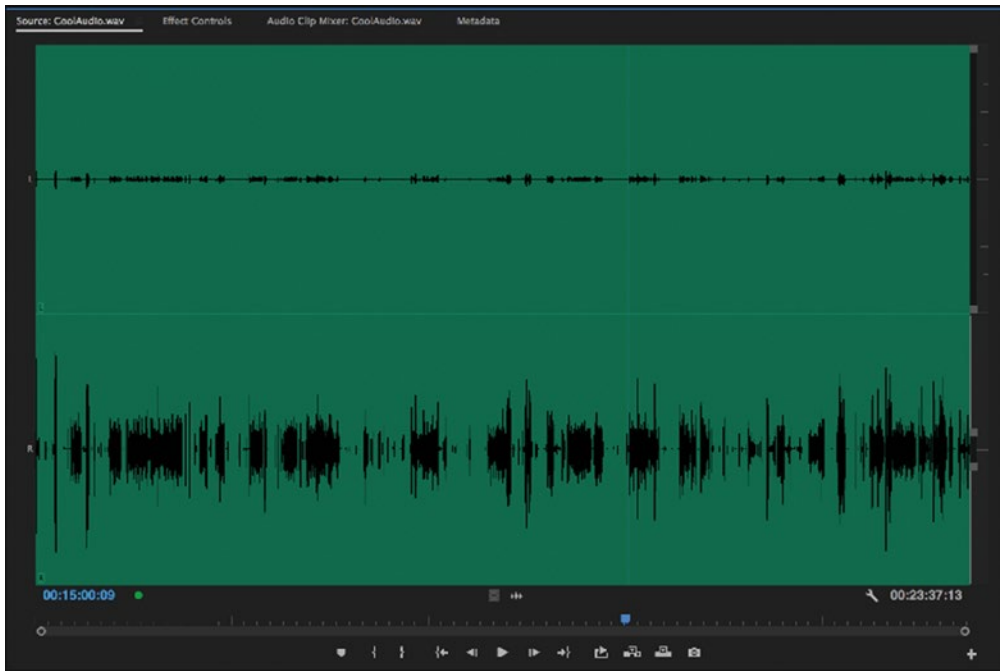 Source: CoolAudio.wav Effect Controls Audio Clip Mixer: CoolAudio.wav Metadata
L
R
00:15:00:09 00:23:37:13